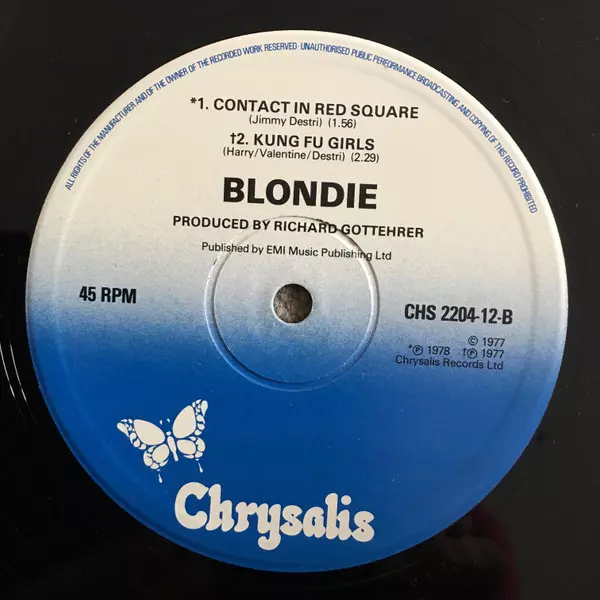 ALL RIGHTS OF THE MANUFACTURER AND OF THE OWNER OF THE RECORDED WORK RESERVED · UNAUTHORISED PUBLIC PERFORMANCE BROADCASTING AND COPYING OF THIS RECORD PROHIBITED
*1. CONTACT IN RED SQUARE
(Jimmy Destri) (1.56)
†2. KUNG FU GIRLS
(Harry/Valentine/Destri) (2.29)
BLONDIE
PRODUCED BY RICHARD GOTTEHRER
Published by EMI Music Publishing Ltd
45 RPM
CHS 2204-12-B
© 1977
*℗ 1978 †℗ 1977
Chrysalis Records Ltd
Chrysalis